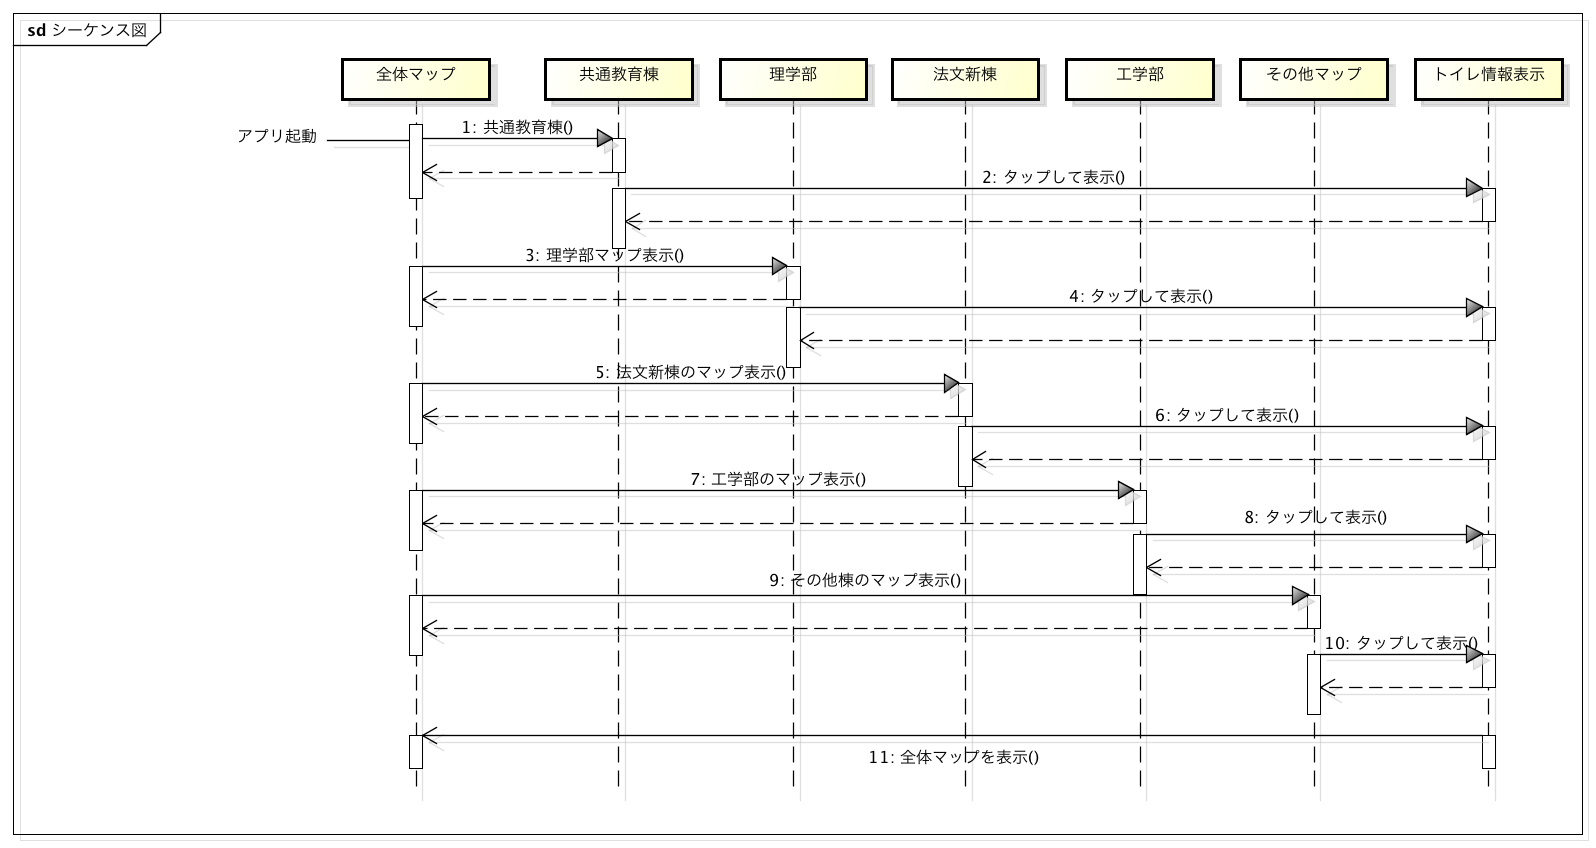 sd シーケンス図
全体マップ
共通教育棟
理学部
法文新棟
工学部
その他マップ
トイレ情報表示
アプリ起動
1: 共通教育棟()
2: タップして表示()
3: 理学部マップ表示()
4: タップして表示()
5: 法文新棟のマップ表示()
6: タップして表示()
7: 工学部のマップ表示()
8: タップして表示()
9: その他棟のマップ表示()
10: タップして表示()
11: 全体マップを表示()